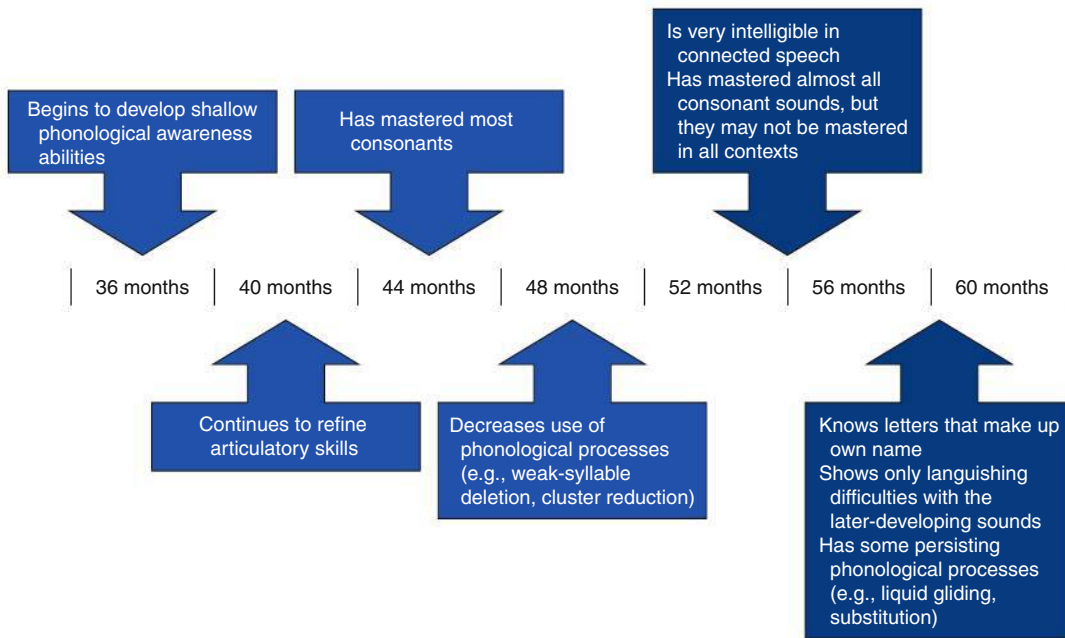 Begins to develop shallow
phonological awareness
abilities
Has mastered most
consonants
Is very intelligible in
connected speech
Has mastered almost all
consonant sounds, but
they may not be mastered
in all contexts
36 months
40 months
44 months
48 months
52 months
56 months
60 months
Continues to refine
articulatory skills
Decreases use of
phonological processes
(e.g., weak-syllable
deletion, cluster reduction)
Knows letters that make up
own name
Shows only languishing
difficulties with the
later-developing sounds
Has some persisting
phonological processes
(e.g., liquid gliding,
substitution)